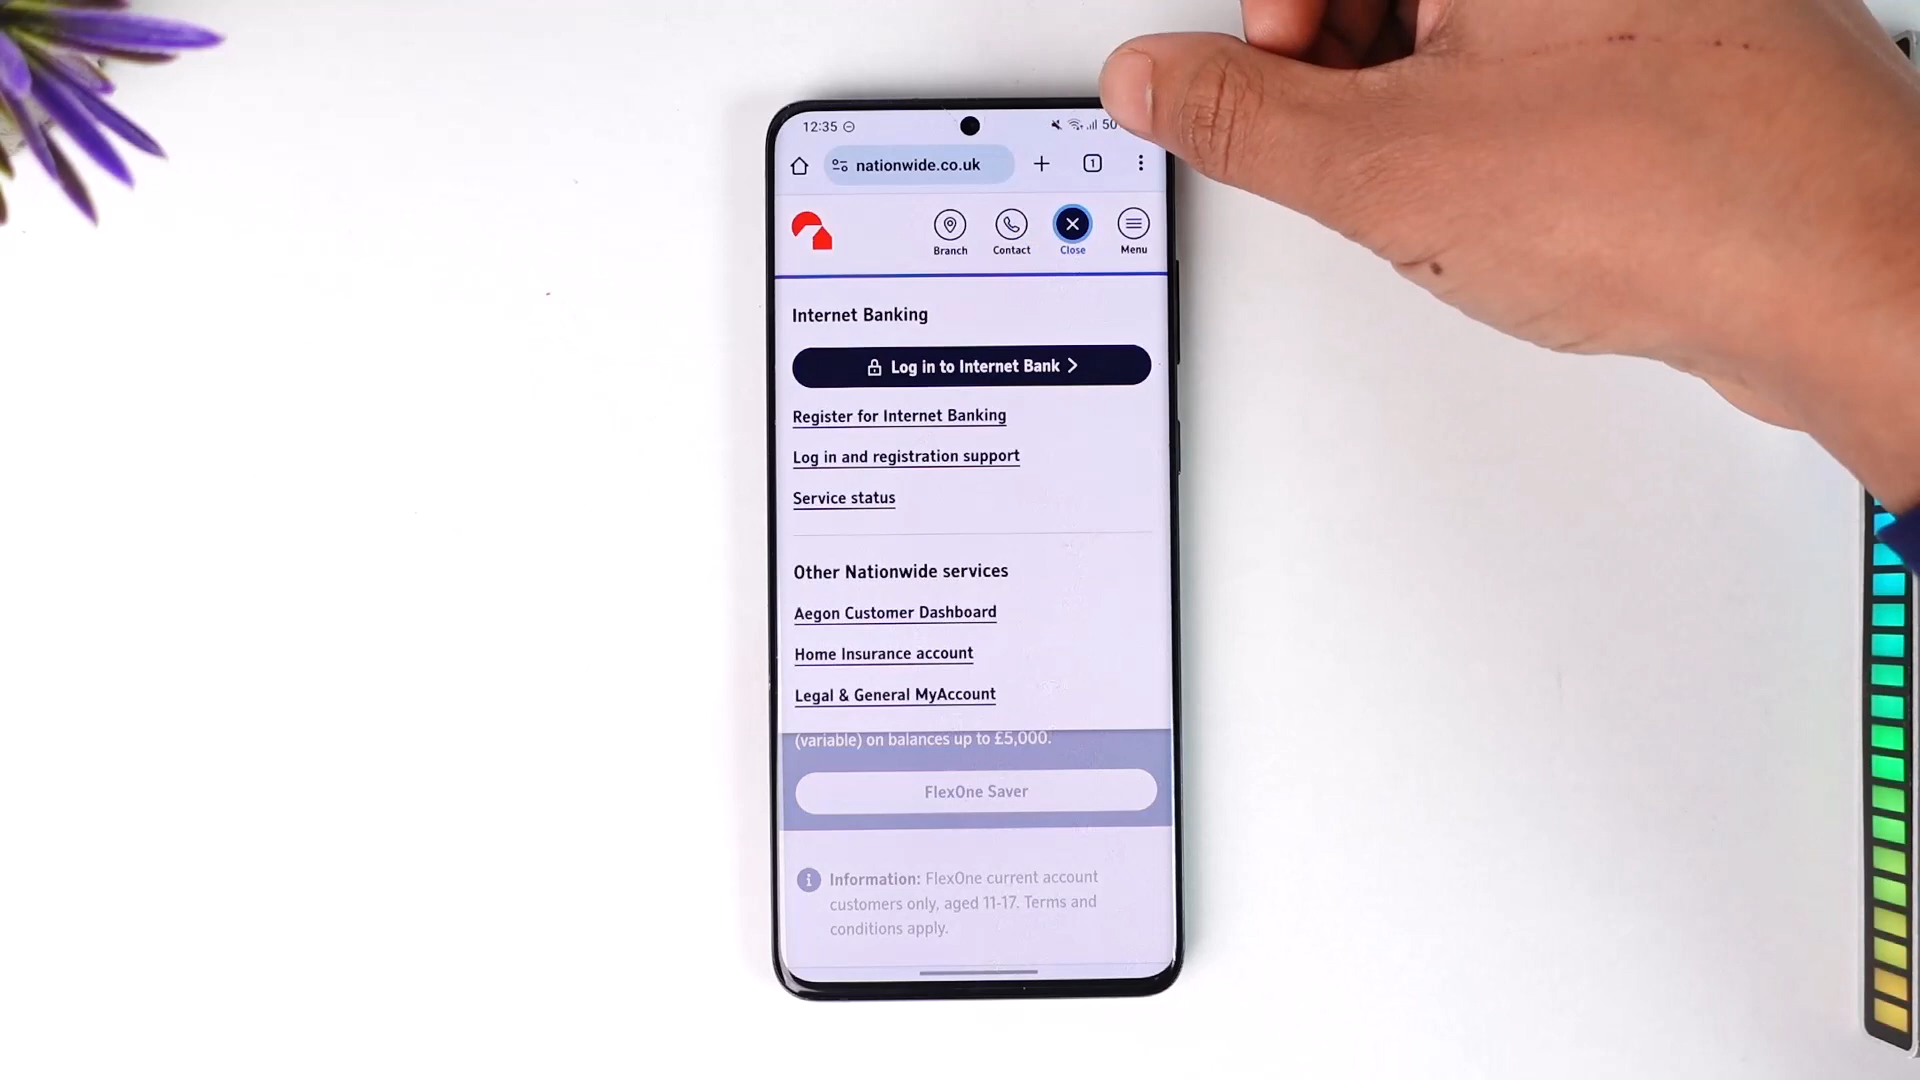 12:35
50
nationwide.co.uk
1
Branch
Contact
Close
Menu
Internet Banking
Log in to Internet Bank
Register for Internet Banking
Log in and registration support
Service status
Other Nationwide services
Aegon Customer Dashboard
Home Insurance account
Legal & General MyAccount
(variable) on balances up to £5,000.
FlexOne Saver
Information: FlexOne current account
customers only, aged 11-17. Terms and
conditions apply.